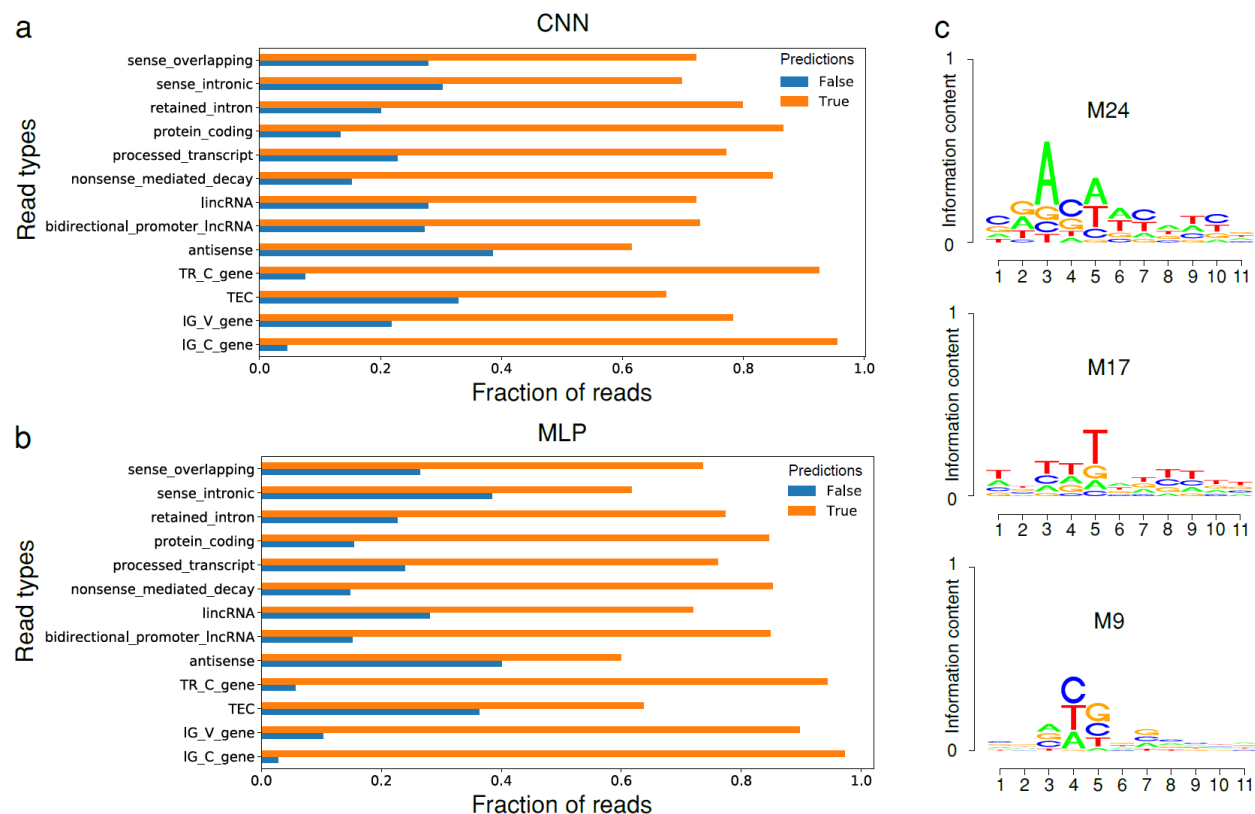 a
CNN
Read types
sense_overlapping
sense_intronic
retained_intron
protein_coding
processed_transcript
nonsense_mediated_decay
lincRNA
bidirectional_promoter_lncRNA
antisense
TR_C_gene
TEC
IG_V_gene
IG_C_gene
Predictions
False
True
0.0 0.2 0.4 0.6 0.8 1.0
Fraction of reads
b
MLP
Read types
sense_overlapping
sense_intronic
retained_intron
protein_coding
processed_transcript
nonsense_mediated_decay
lincRNA
bidirectional_promoter_lncRNA
antisense
TR_C_gene
TEC
IG_V_gene
IG_C_gene
Predictions
False
True
0.0 0.2 0.4 0.6 0.8 1.0
Fraction of reads
c
M24
Information content
1
0
1 2 3 4 5 6 7 8 9 10 11
M17
Information content
1
0
1 2 3 4 5 6 7 8 9 10 11
M9
Information content
1
0
1 2 3 4 5 6 7 8 9 10 11